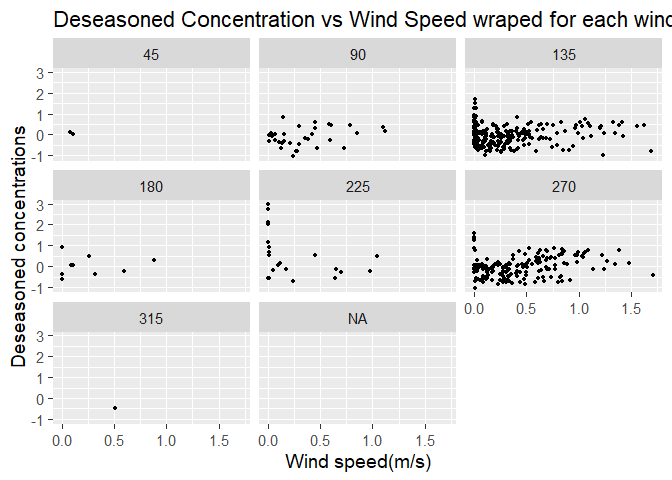 Deseasoned Concentration vs Wind Speed wraped for each wind
45 90 135
3
2
1
0
-1
180 225 270
3
2
1
0
-1
0.0 0.5 1.0 1.5
315 NA
3
2
1
0
-1
0.0 0.5 1.0 1.5 0.0 0.5 1.0 1.5
Wind speed(m/s)
Deseasoned concentrations